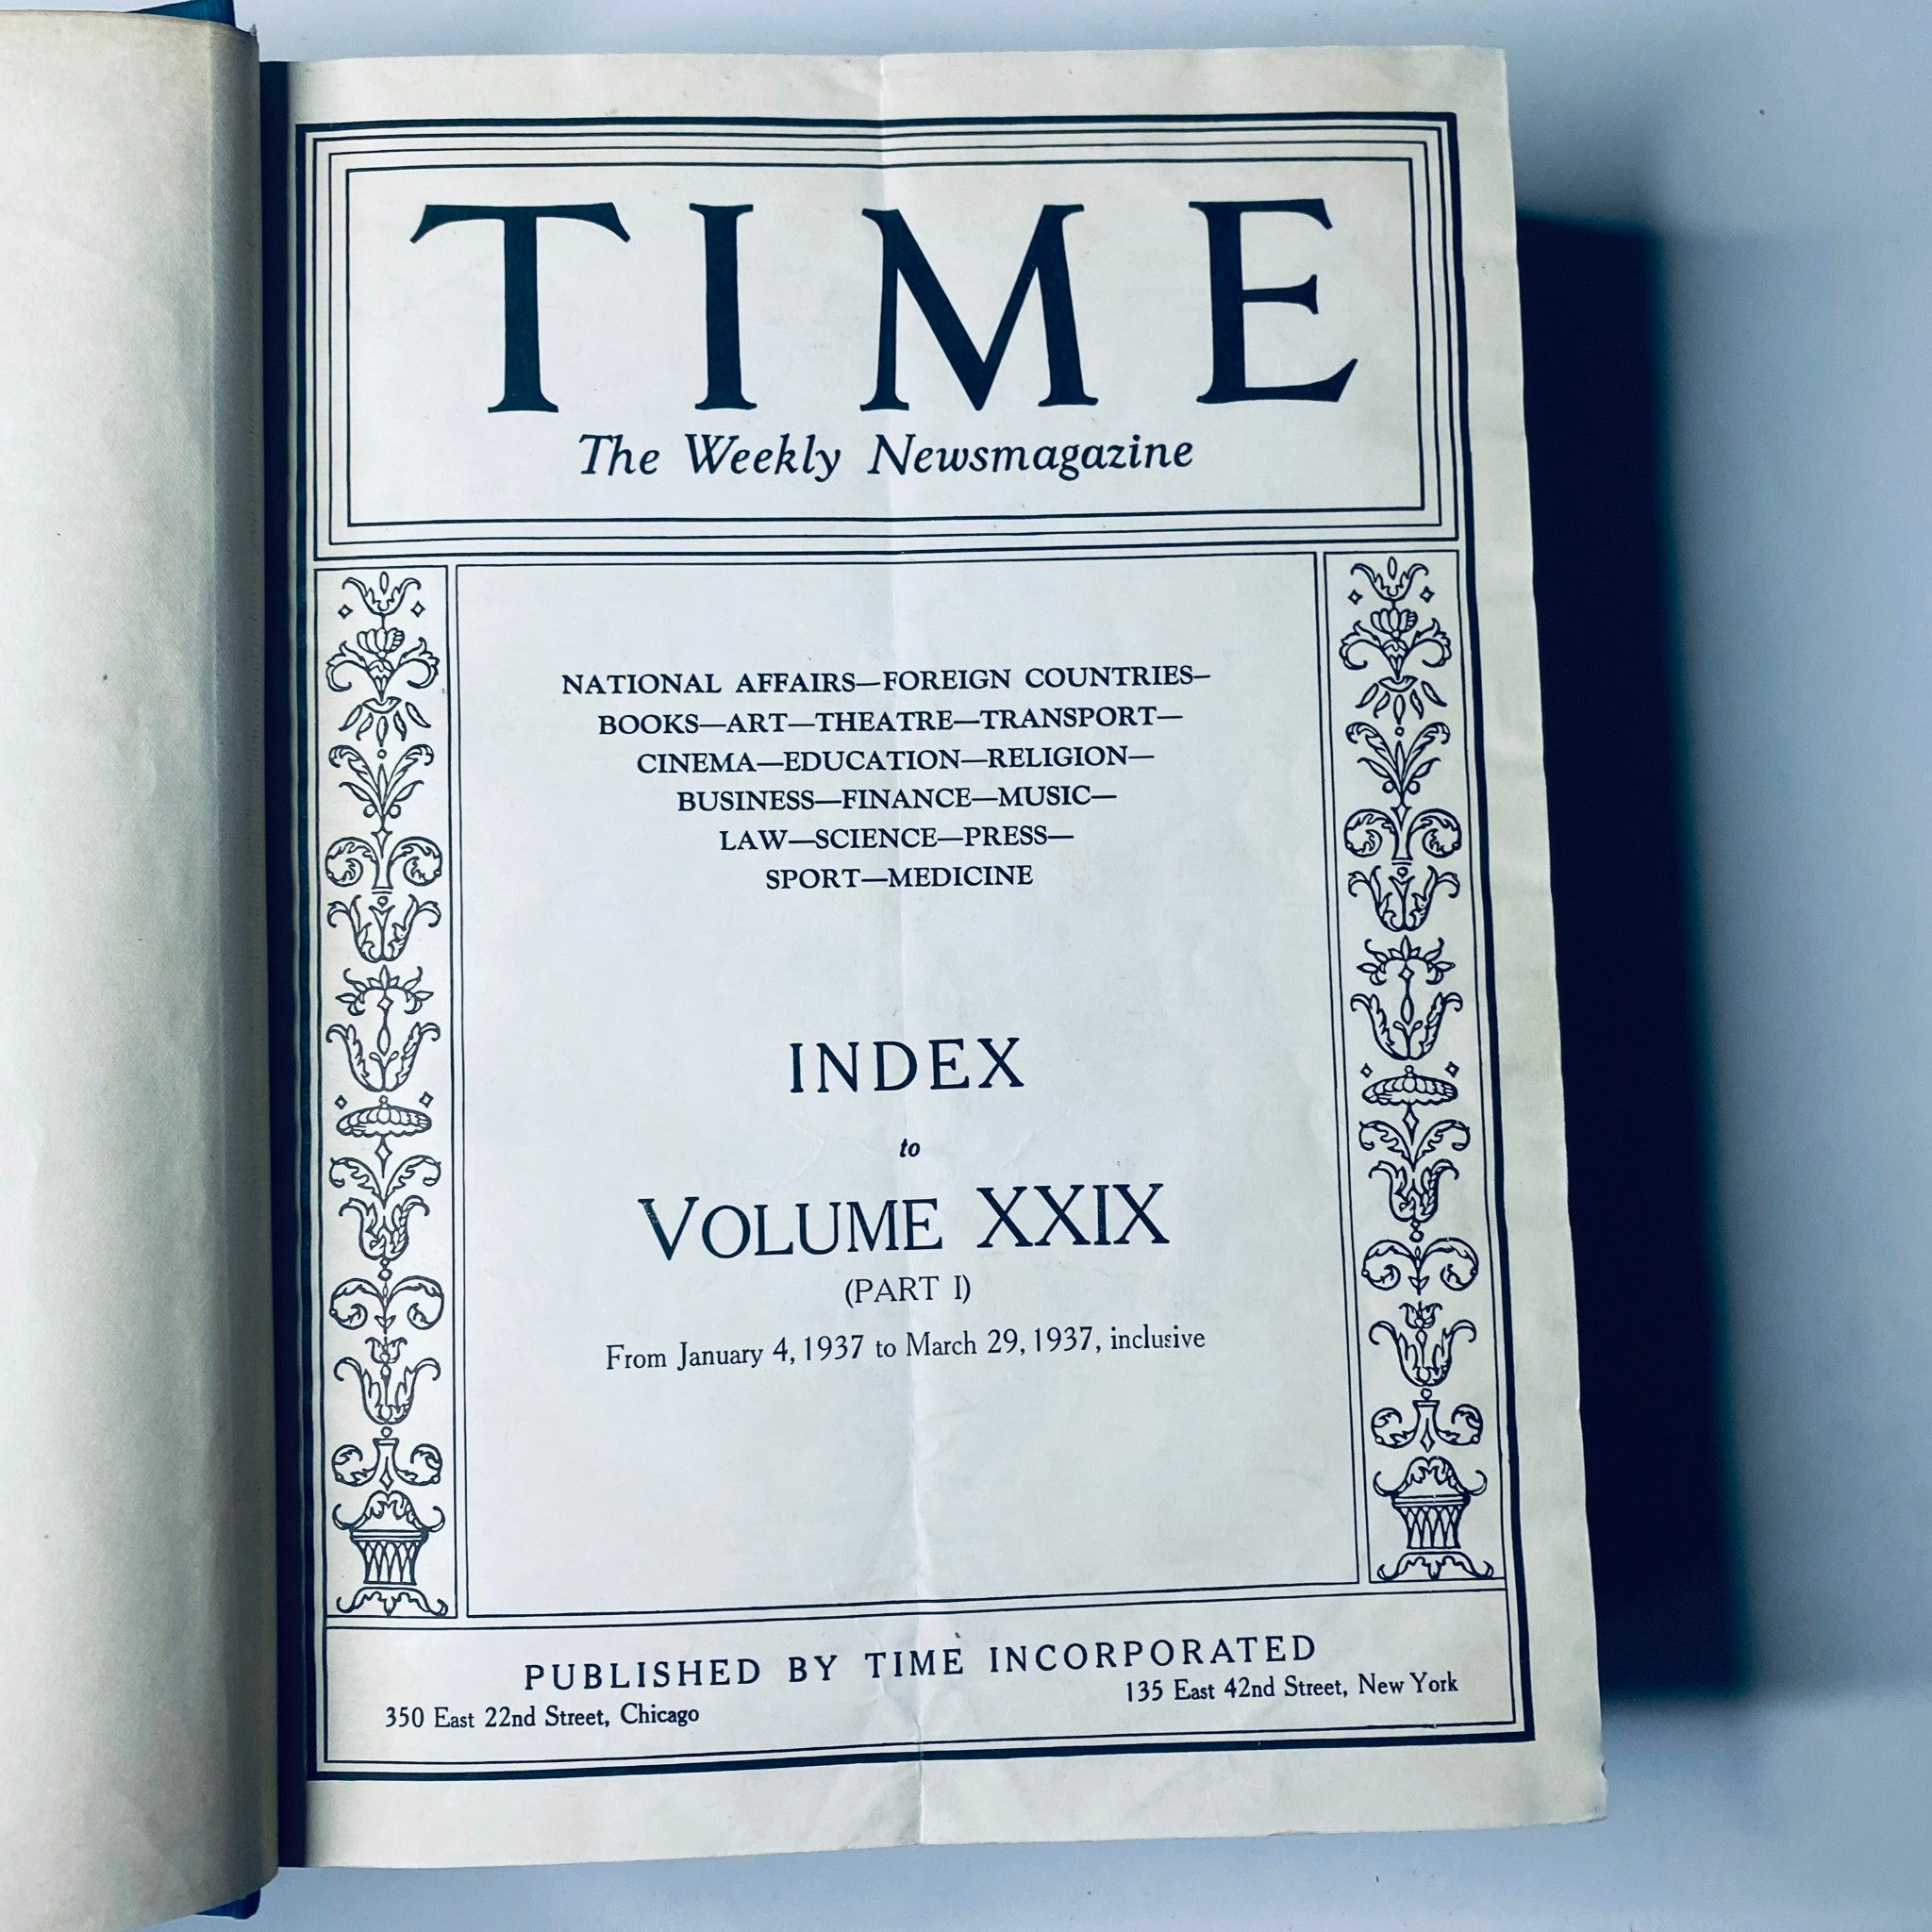 TIME
The Weekly Newsmagazine
NATIONAL AFFAIRS—FOREIGN COUNTRIES—
BOOKS—ART—THEATRE—TRANSPORT—
CINEMA—EDUCATION—RELIGION—
BUSINESS—FINANCE—MUSIC—
LAW—SCIENCE—PRESS—
SPORT—MEDICINE
INDEX
to
VOLUME XXIX
(PART I)
From January 4, 1937 to March 29, 1937, inclusive
PUBLISHED BY TIME INCORPORATED
350 East 22nd Street, Chicago
135 East 42nd Street, New York